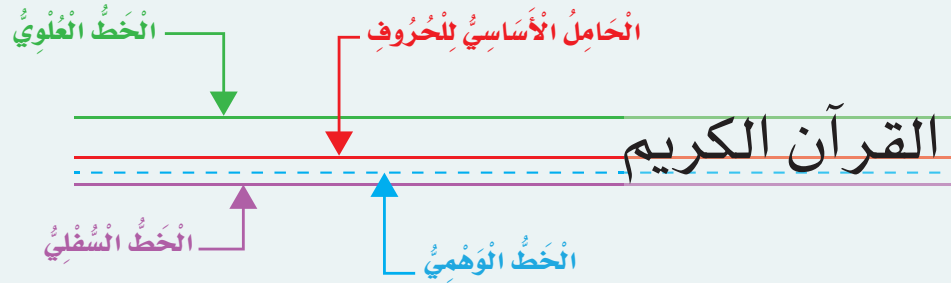 الْحَامِلُ الْأَسَاسِيُّ لِلْحُرُوفِ
الْخَطُّ الْعُلْوِيُّ
القرآن الكريم
الْخَطُّ الْوَهْمِيُّ
الْخَطُّ السُّفْلِيُّ